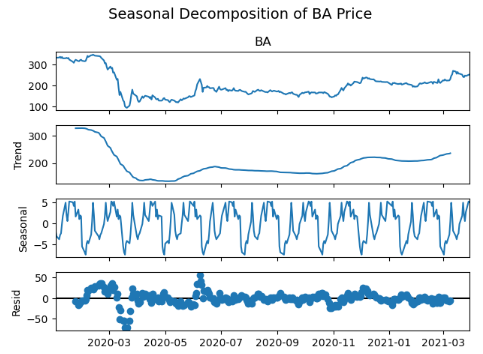 Seasonal Decomposition of BA Price
BA
300
200
100
Trend
300
200
Seasonal
5
0
−5
Resid
50
0
−50
2020-03 2020-05 2020-07 2020-09 2020-11 2021-01 2021-03